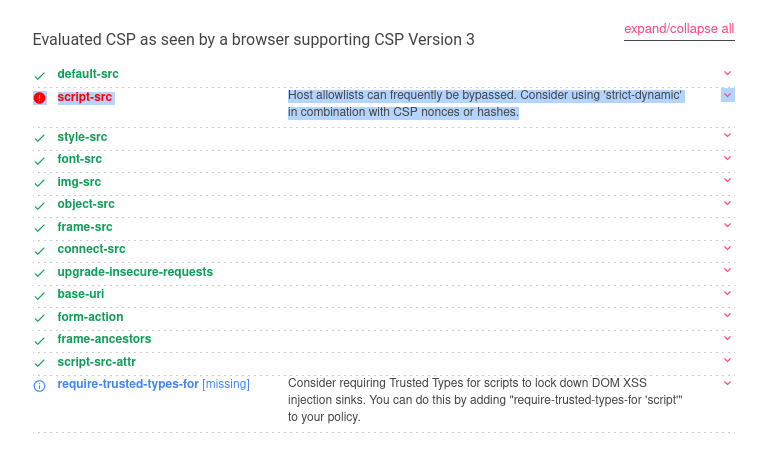 expand/collapse all
Evaluated CSP as seen by a browser supporting CSP Version 3
default-src
script-src
Host allowlists can frequently be bypassed. Consider using 'strict-dynamic'
in combination with CSP nonces or hashes.
style-src
font-src
img-src
object-src
frame-src
connect-src
upgrade-insecure-requests
base-uri
form-action
frame-ancestors
script-src-attr
require-trusted-types-for [missing]
Consider requiring Trusted Types for scripts to lock down DOM XSS
injection sinks. You can do this by adding "require-trusted-types-for 'script'"
to your policy.